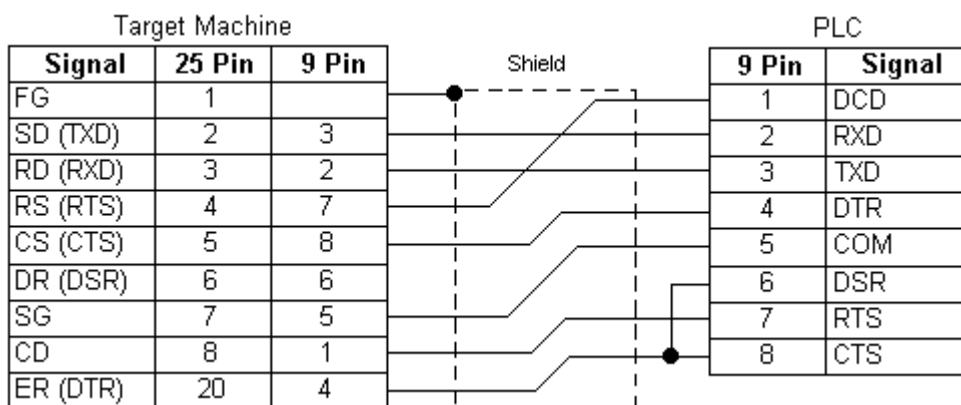 Target Machine PLC
Signal 25 Pin 9 Pin Shield 9 Pin Signal
FG 1 1 DCD
SD (TXD) 2 3 2 RXD
RD (RXD) 3 2 3 TXD
RS (RTS) 4 7 4 DTR
CS (CTS) 5 8 5 COM
DR (DSR) 6 6 6 DSR
SG 7 5 7 RTS
CD 8 1 8 CTS
ER (DTR) 20 4